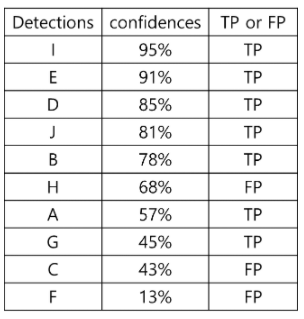 Detections confidences TP or FP
I 95% TP
E 91% TP
D 85% TP
J 81% TP
B 78% TP
H 68% FP
A 57% TP
G 45% TP
C 43% FP
F 13% FP